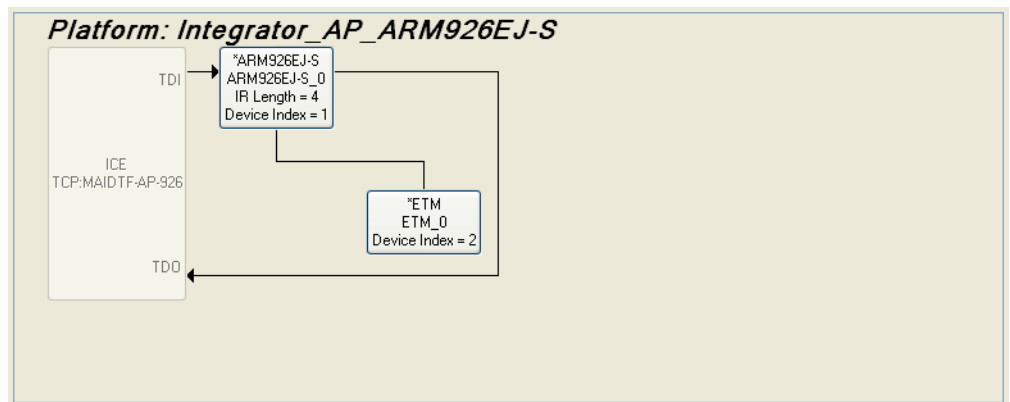 Platform: Integrator_AP_ARM926EJ-S
TDI
*ARM926EJ-S
ARM926EJ-S_0
IR Length = 4
Device Index = 1
ICE
TCP:MAIDTF-AP-926
*ETM
ETM_0
Device Index = 2
TDO